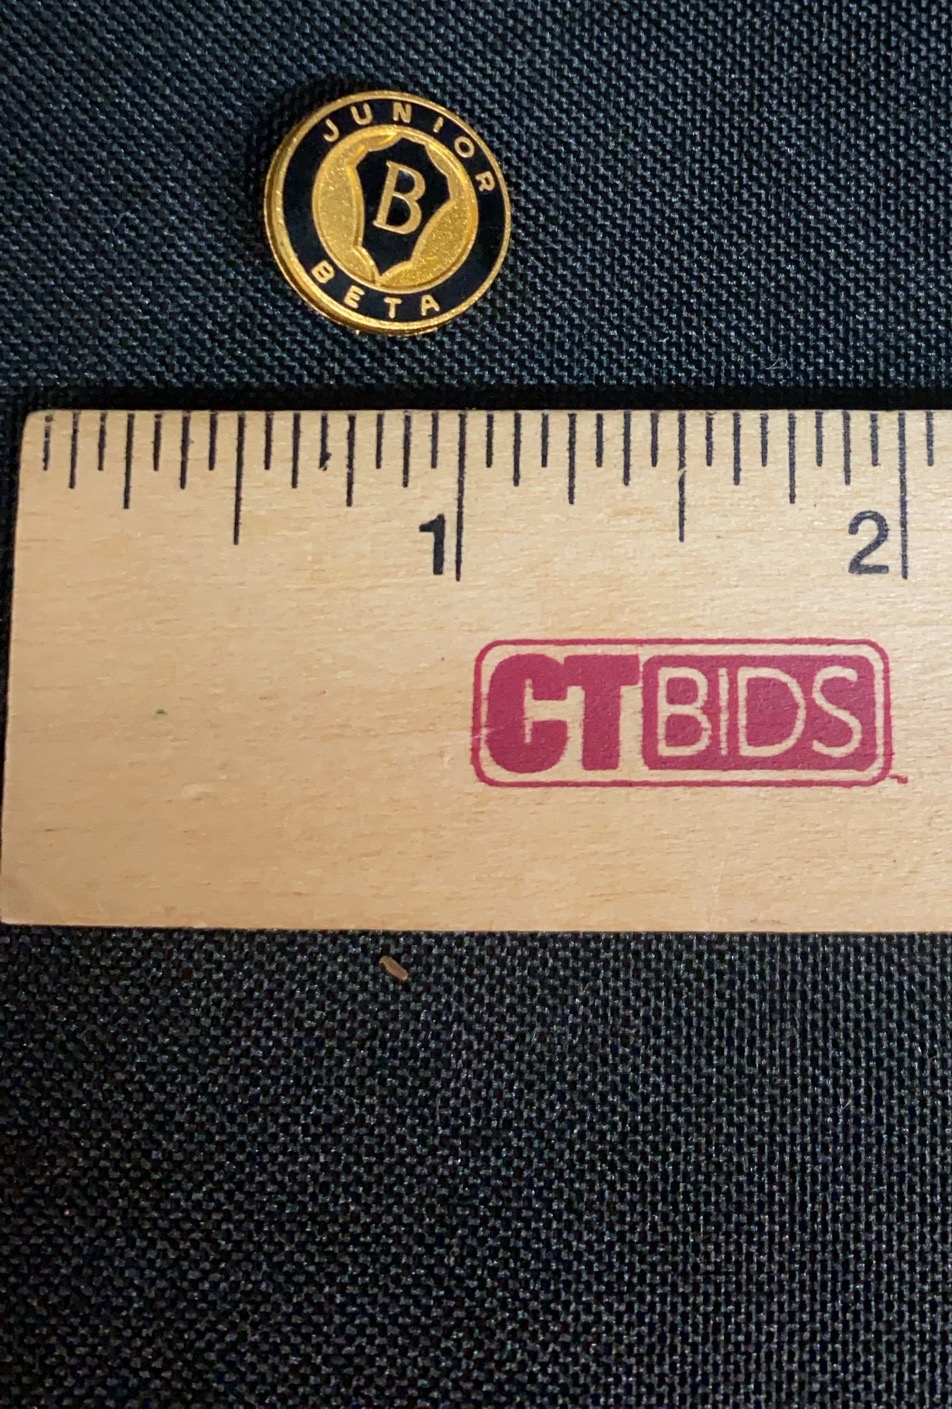 JUNIOR
B
BETA
1 2
CTBIDS